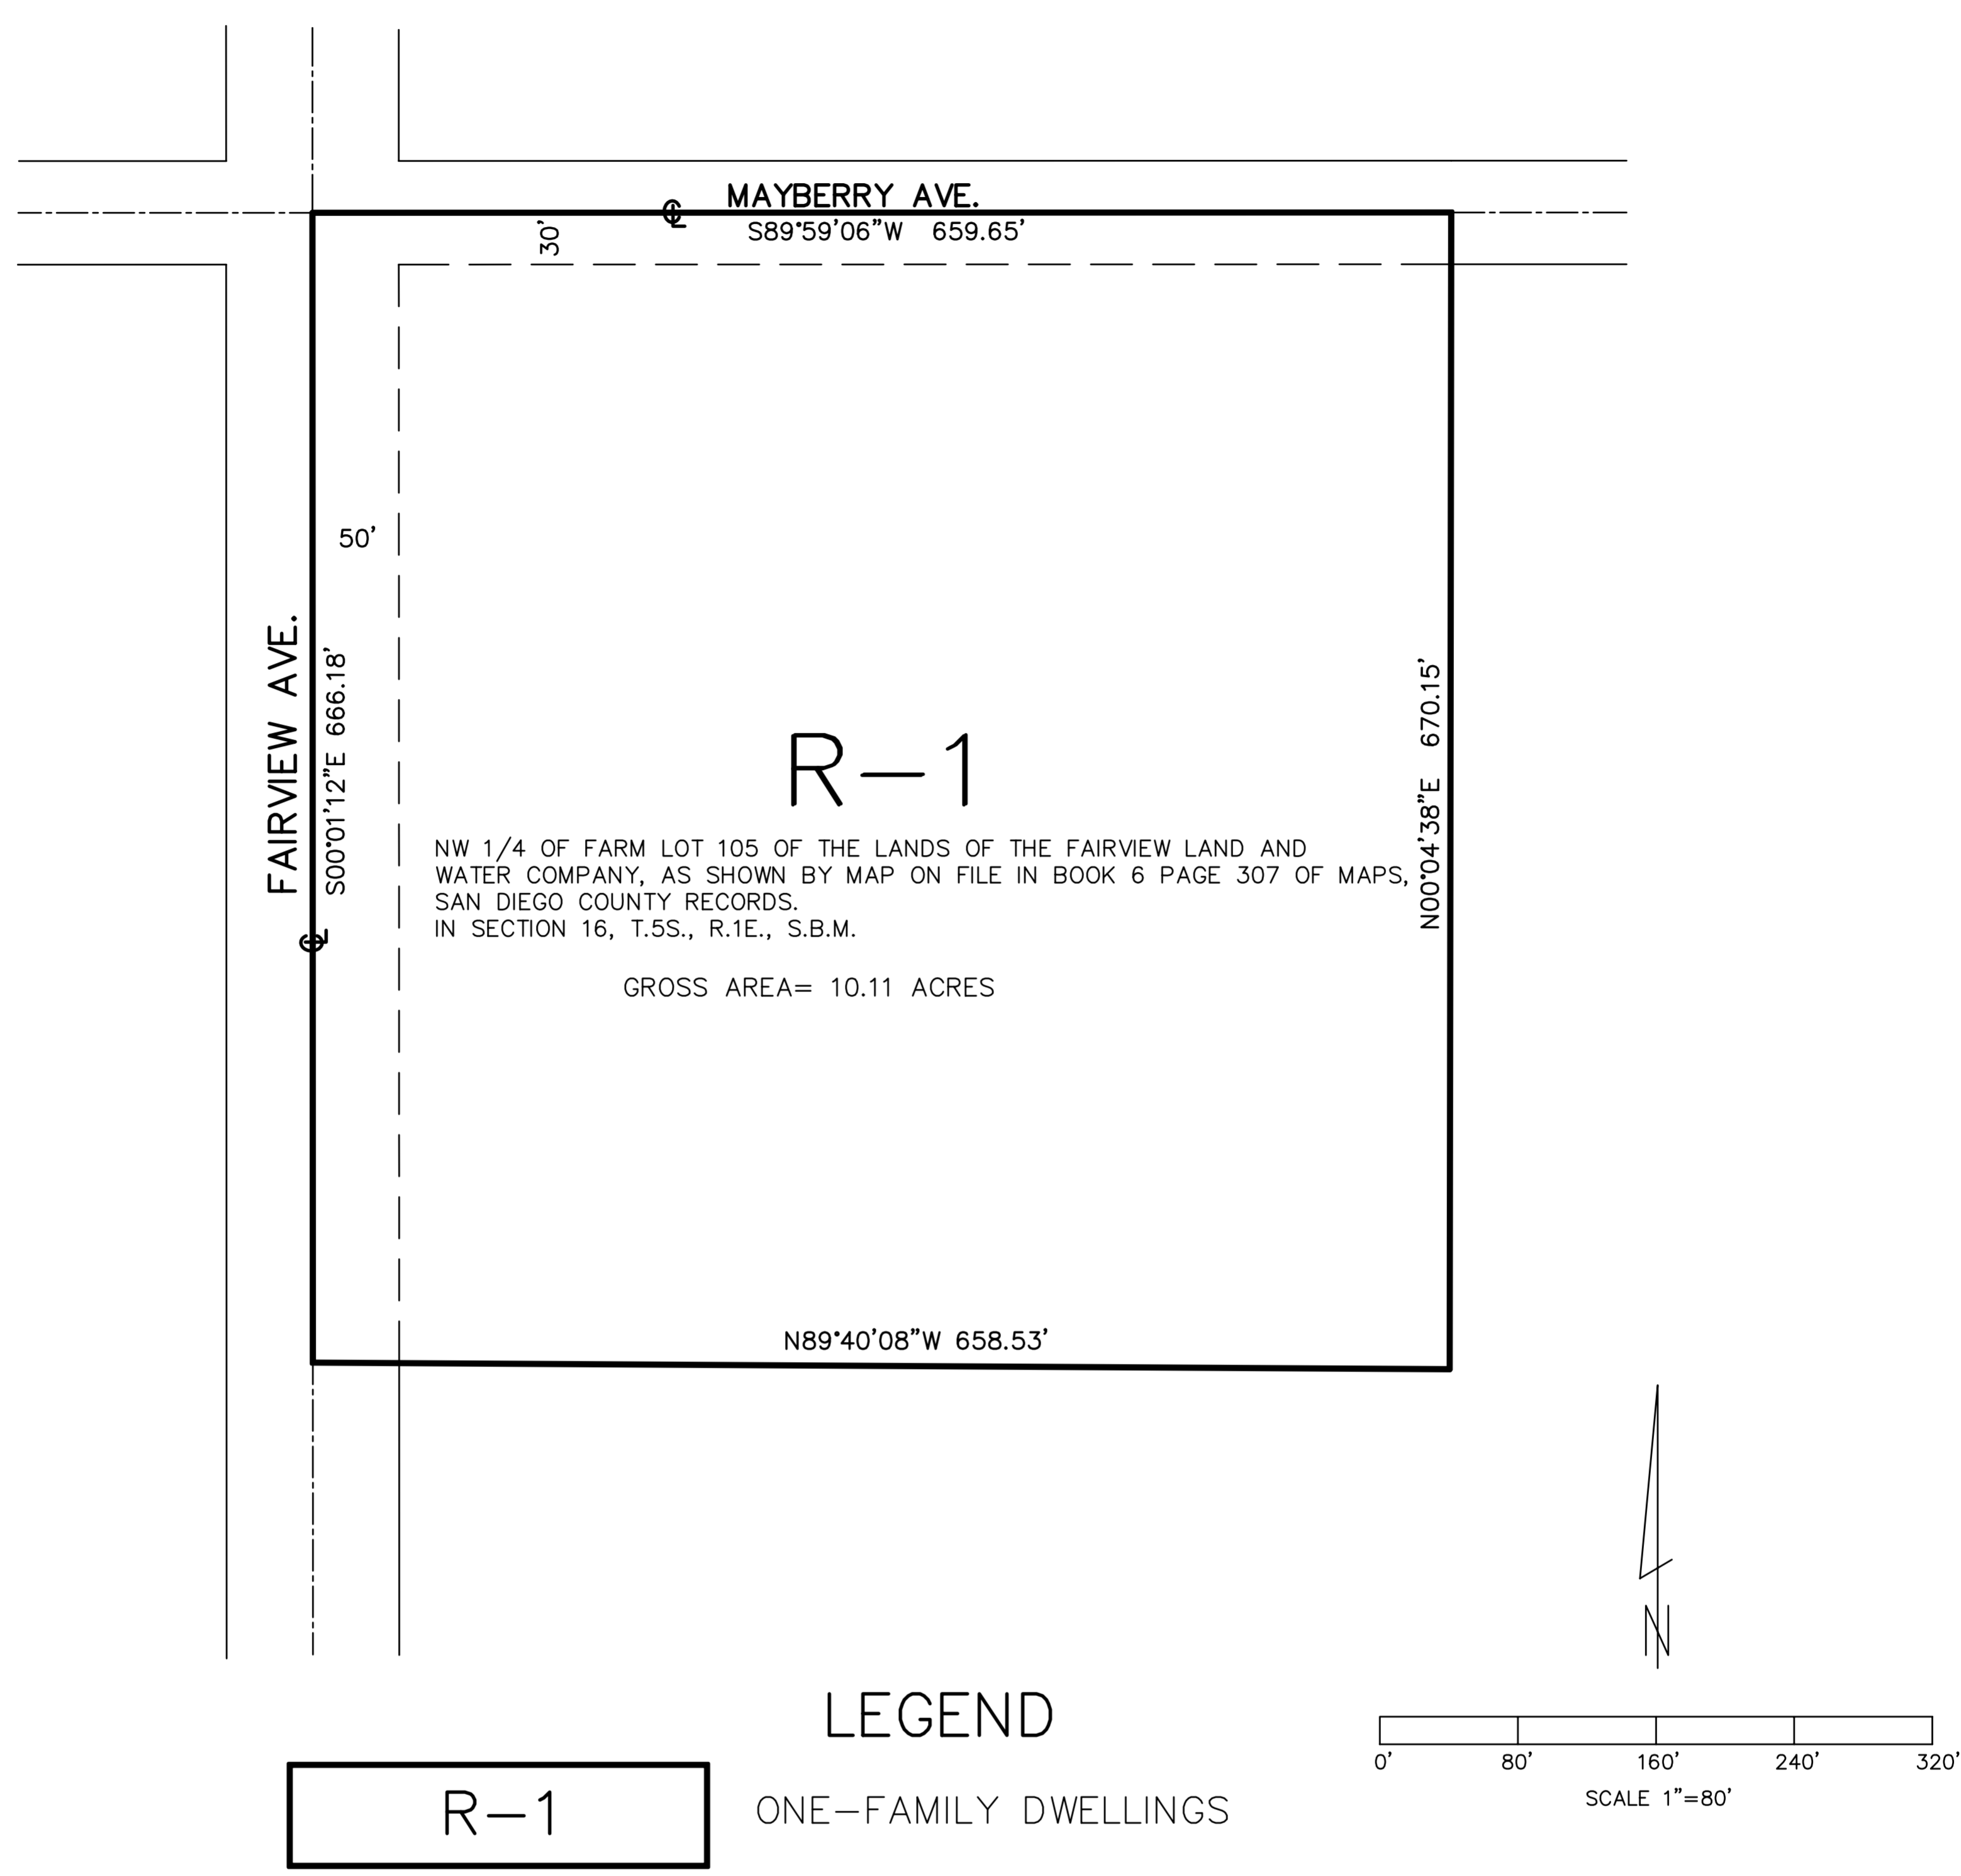 MAYBERRY AVE.
S89°59'06"W 659.65'
30'
50'
FAIRVIEW AVE.
S00°01'12"E 666.18'
N00°04'38"E 670.15'
R-1
NW 1/4 OF FARM LOT 105 OF THE LANDS OF THE FAIRVIEW LAND AND
WATER COMPANY, AS SHOWN BY MAP ON FILE IN BOOK 6 PAGE 307 OF MAPS,
SAN DIEGO COUNTY RECORDS.
IN SECTION 16, T.5S., R.1E., S.B.M.
GROSS AREA= 10.11 ACRES
N89°40'08"W 658.53'
N
LEGEND
R-1
ONE-FAMILY DWELLINGS
0' 80' 160' 240' 320'
SCALE 1"=80'